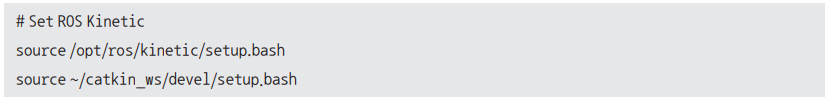 # Set ROS Kinetic
source /opt/ros/kinetic/setup.bash
source ~/catkin_ws/devel/setup.bash